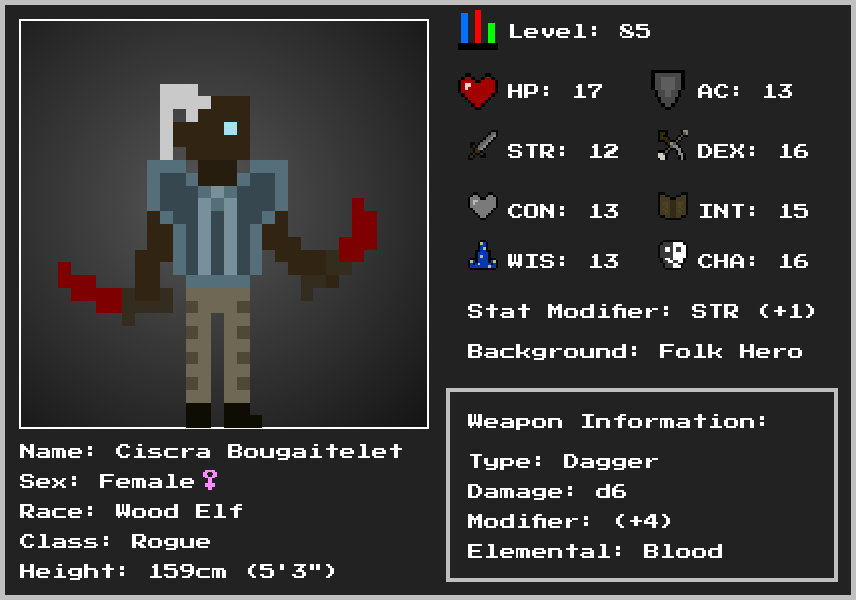 Level: 85
HP: 17 AC: 13
STR: 12 DEX: 16
CON: 13 INT: 15
WIS: 13 CHA: 16
Stat Modifier: STR (+1)
Background: Folk Hero
Weapon Information:
Type: Dagger
Damage: d6
Modifier: (+4)
Elemental: Blood
Name: Ciscra Bougaitelet
Sex: Female♀
Race: Wood Elf
Class: Rogue
Height: 159cm (5'3")